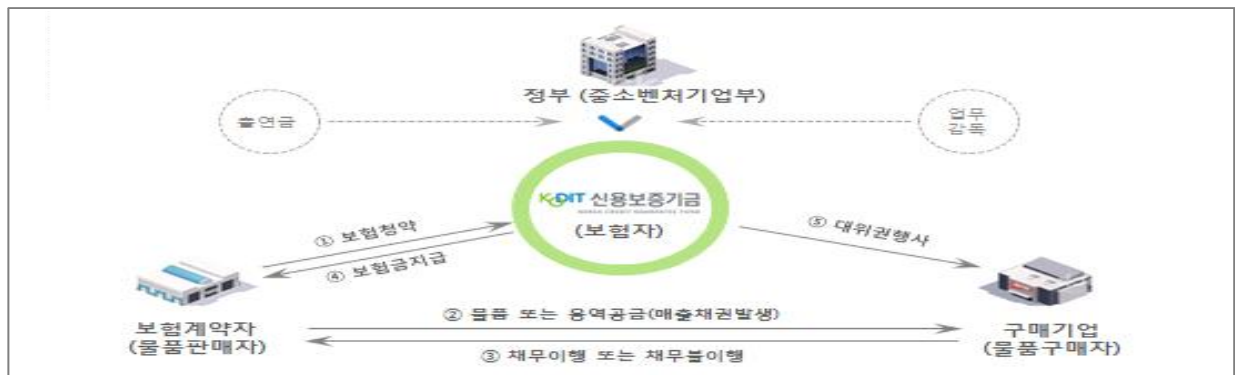 정부 (중소벤처기업부)
출연금
업무
감독
KODIT 신용보증기금
KOREA CREDIT GUARANTEE FUND
(보험자)
① 보험청약
④ 보험금지급
⑤ 대위권행사
② 물품 또는 용역공급(매출채권발생)
③ 채무이행 또는 채무불이행
보험계약자
(물품판매자)
구매기업
(물품구매자)